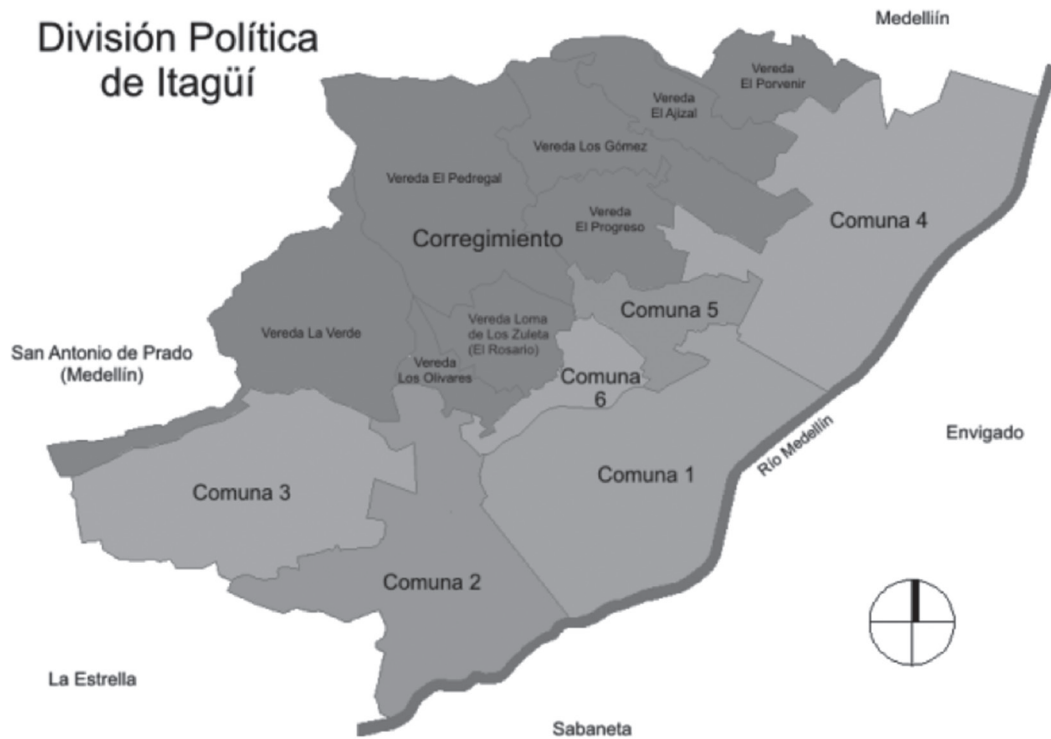 División Política
de Itagüí
Medelliín
Vereda
El Porvenir
Vereda
El Ajizal
Vereda Los Gómez
Vereda El Pedregal
Vereda
El Progreso
Comuna 4
Corregimiento
Comuna 5
Vereda La Verde
Vereda Loma
de Los Zuleta
(El Rosario)
San Antonio de Prado
(Medellín)
Vereda
Los Olivares
Comuna
6
Río Medellín
Envigado
Comuna 3
Comuna 1
Comuna 2
La Estrella
Sabaneta